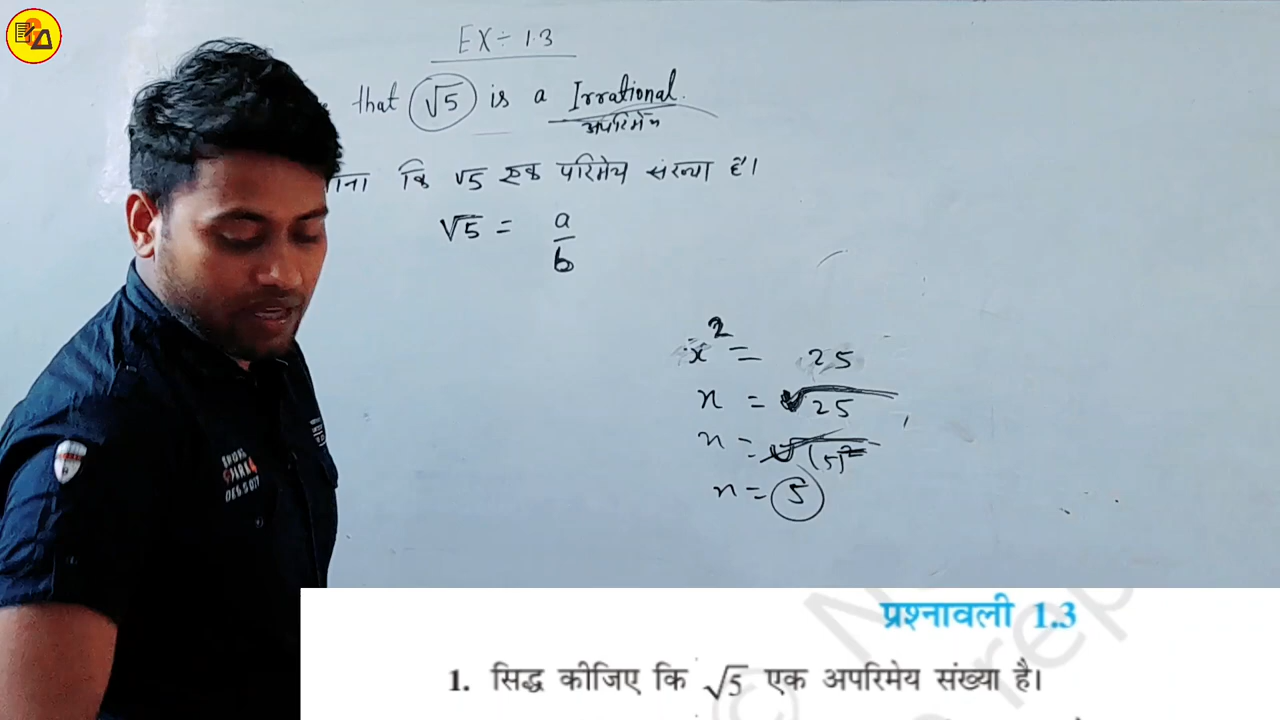 EX÷ 1.3
that √5 is a Irrational.
अपरिमेय
माना कि √5 एक परिमेय संख्या है।
√5 = a/b
x² = 25
x = √25
x = √(5)²
x = 5
प्रश्नावली 1.3
1. सिद्ध कीजिए कि √5 एक अपरिमेय संख्या है।